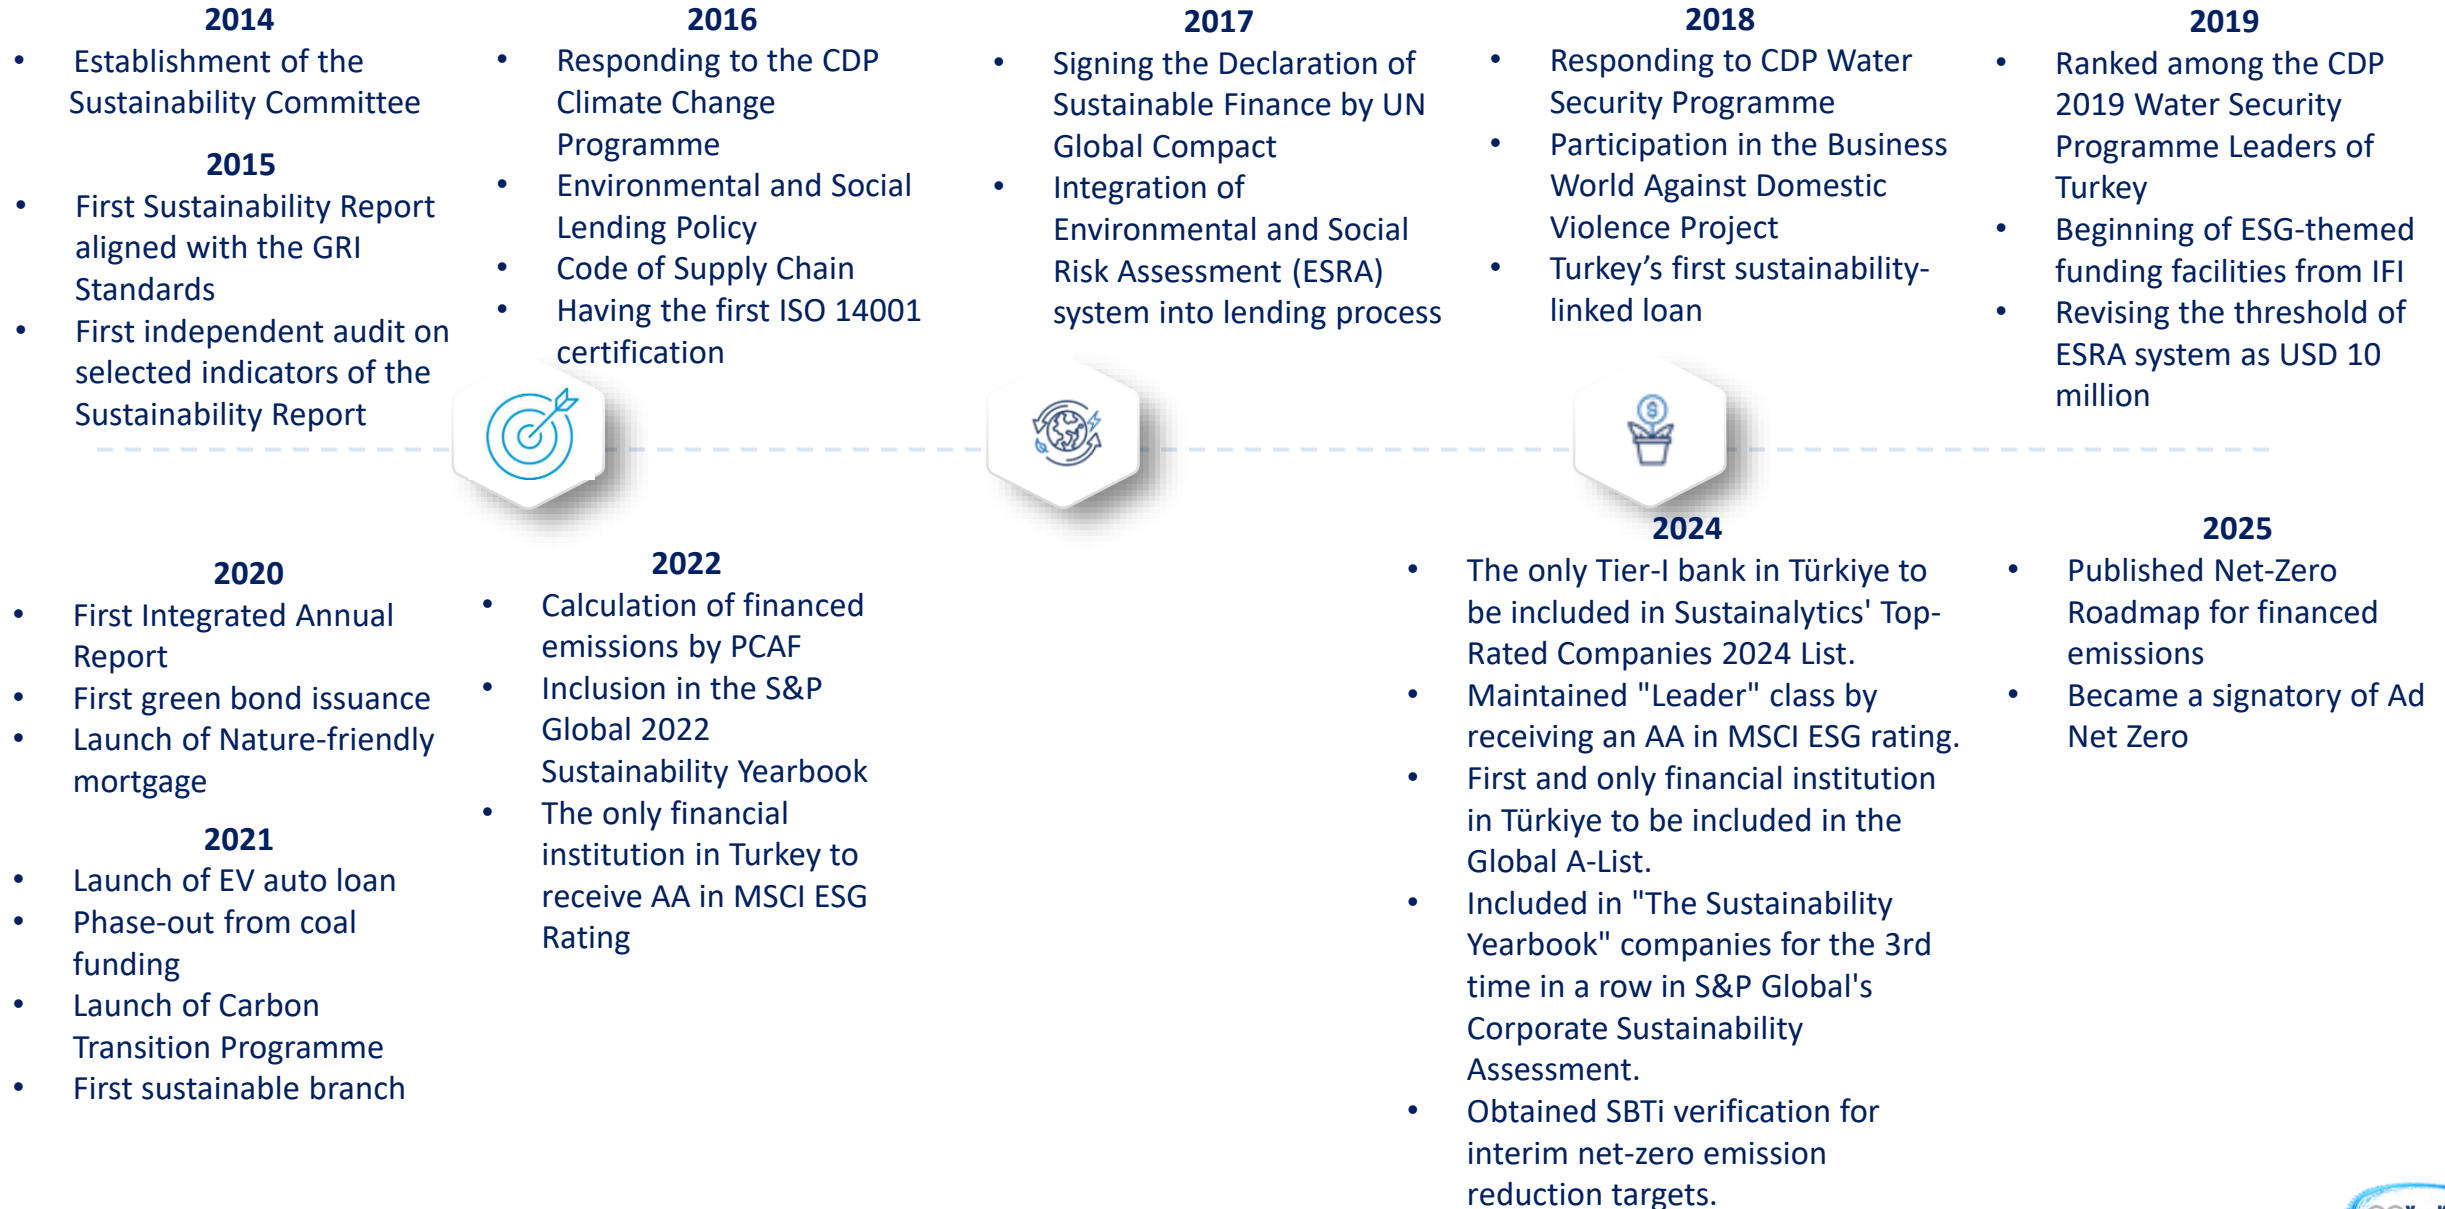 2014
• Establishment of the
Sustainability Committee
2015
• First Sustainability Report
aligned with the GRI
Standards
• First independent audit on
selected indicators of the
Sustainability Report
2016
• Responding to the CDP
Climate Change
Programme
• Environmental and Social
Lending Policy
• Code of Supply Chain
• Having the first ISO 14001
certification
2017
• Signing the Declaration of
Sustainable Finance by UN
Global Compact
• Integration of
Environmental and Social
Risk Assessment (ESRA)
system into lending process
2018
• Responding to CDP Water
Security Programme
• Participation in the Business
World Against Domestic
Violence Project
• Turkey’s first sustainability-
linked loan
2019
• Ranked among the CDP
2019 Water Security
Programme Leaders of
Turkey
• Beginning of ESG-themed
funding facilities from IFI
• Revising the threshold of
ESRA system as USD 10
million
2020
• First Integrated Annual
Report
• First green bond issuance
• Launch of Nature-friendly
mortgage
2021
• Launch of EV auto loan
• Phase-out from coal
funding
• Launch of Carbon
Transition Programme
• First sustainable branch
2022
• Calculation of financed
emissions by PCAF
• Inclusion in the S&P
Global 2022
Sustainability Yearbook
• The only financial
institution in Turkey to
receive AA in MSCI ESG
Rating
2024
• The only Tier-I bank in Türkiye to
be included in Sustainalytics' Top-
Rated Companies 2024 List.
• Maintained "Leader" class by
receiving an AA in MSCI ESG rating.
• First and only financial institution
in Türkiye to be included in the
Global A-List.
• Included in "The Sustainability
Yearbook" companies for the 3rd
time in a row in S&P Global's
Corporate Sustainability
Assessment.
• Obtained SBTi verification for
interim net-zero emission
reduction targets.
2025
• Published Net-Zero
Roadmap for financed
emissions
• Became a signatory of Ad
Net Zero